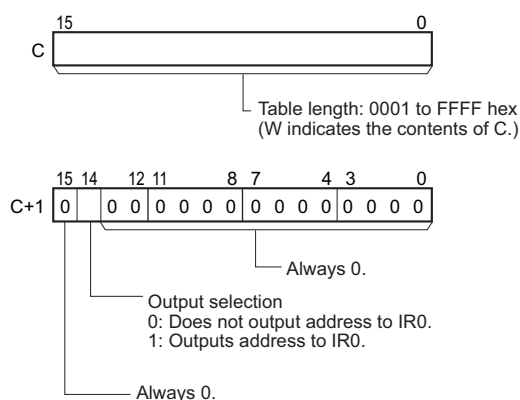 15 0
C
Table length: 0001 to FFFF hex
(W indicates the contents of C.)
15 14 12 11 8 7 4 3 0
C+1 0 0 0 0 0 0 0 0 0 0 0 0 0 0 0
Always 0.
Output selection
0: Does not output address to IR0.
1: Outputs address to IR0.
Always 0.